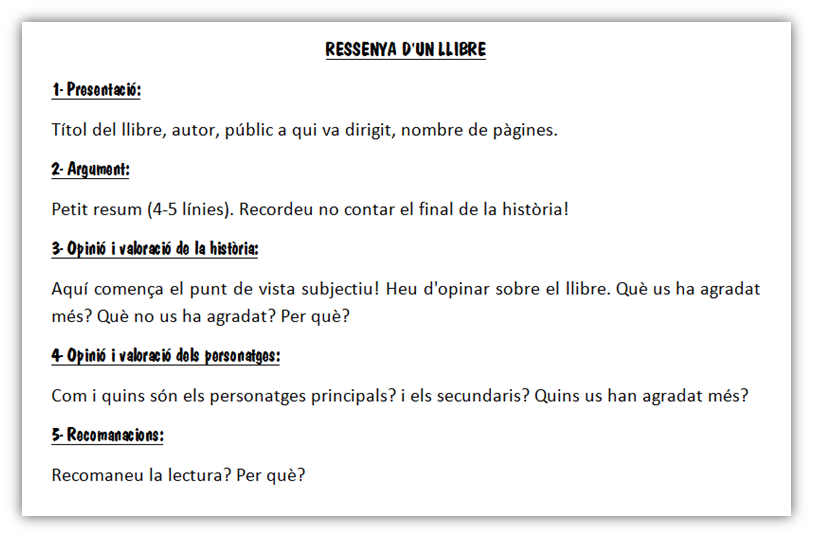 RESSENYA D'UN LLIBRE
1- Presentació:
Títol del llibre, autor, públic a qui va dirigit, nombre de pàgines.
2- Argument:
Petit resum (4-5 línies). Recordeu no contar el final de la història!
3- Opinió i valoració de la història:
Aquí comença el punt de vista subjectiu! Heu d'opinar sobre el llibre. Què us ha agradat
més? Què no us ha agradat? Per què?
4- Opinió i valoració dels personatges:
Com i quins són els personatges principals? i els secundaris? Quins us han agradat més?
5- Recomanacions:
Recomaneu la lectura? Per què?